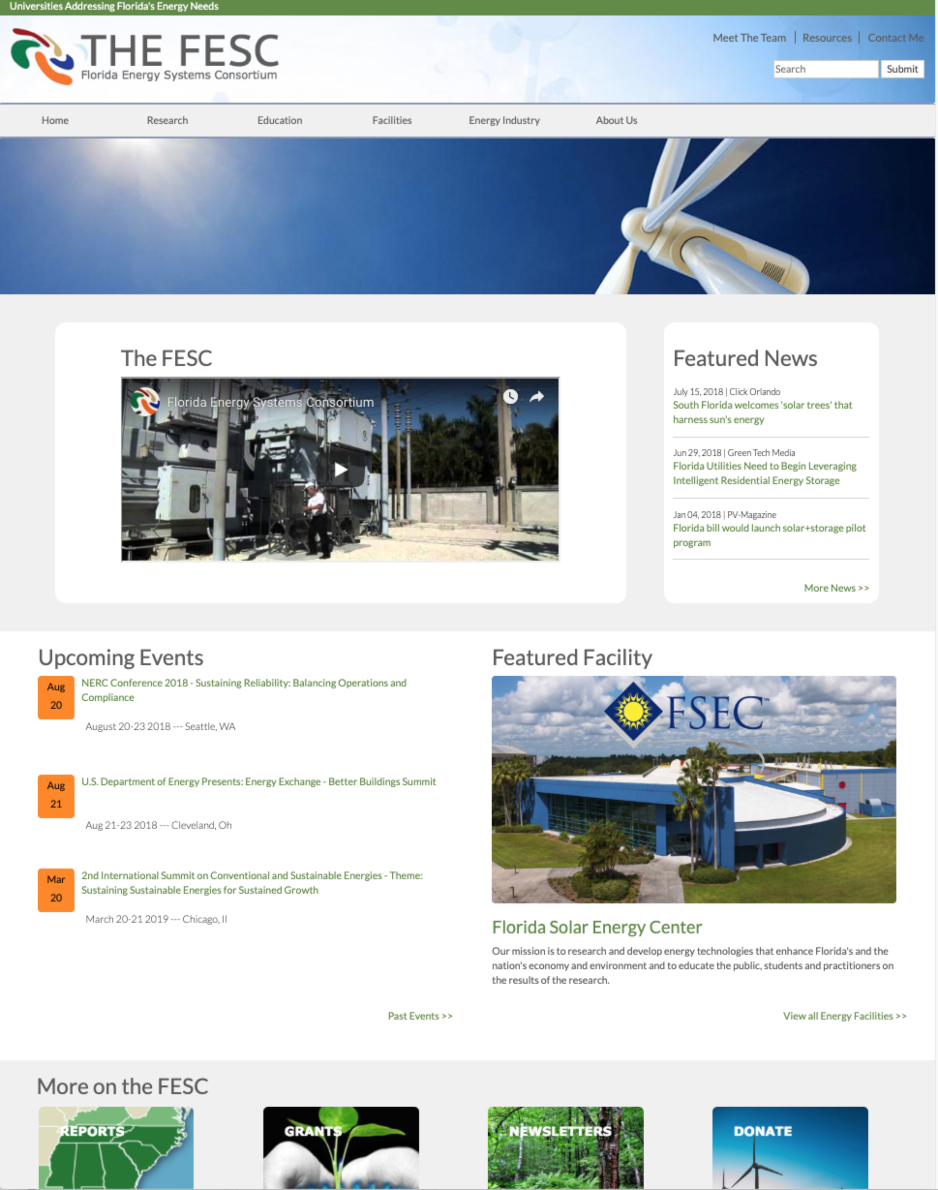 Universities Addressing Florida's Energy Needs
THE FESC
Florida Energy Systems Consortium
Meet The Team | Resources | Contact Me
Search Submit
Home Research Education Facilities Energy Industry About Us
The FESC
Florida Energy Systems Consortium
Featured News
July 15, 2018 | Click Orlando
South Florida welcomes 'solar trees' that
harness sun's energy
Jun 29, 2018 | Green Tech Media
Florida Utilities Need to Begin Leveraging
Intelligent Residential Energy Storage
Jan 04, 2018 | PV-Magazine
Florida bill would launch solar+storage pilot
program
More News >>
Upcoming Events
Aug
20
NERC Conference 2018 - Sustaining Reliability: Balancing Operations and
Compliance
August 20-23 2018 --- Seattle, WA
Aug
21
U.S. Department of Energy Presents: Energy Exchange - Better Buildings Summit
Aug 21-23 2018 --- Cleveland, Oh
Mar
20
2nd International Summit on Conventional and Sustainable Energies - Theme:
Sustaining Sustainable Energies for Sustained Growth
March 20-21 2019 --- Chicago, Il
Past Events >>
Featured Facility
FSEC™
Florida Solar Energy Center
Our mission is to research and develop energy technologies that enhance Florida's and the
nation's economy and environment and to educate the public, students and practitioners on
the results of the research.
View all Energy Facilities >>
More on the FESC
REPORTS
GRANTS
NEWSLETTERS
DONATE